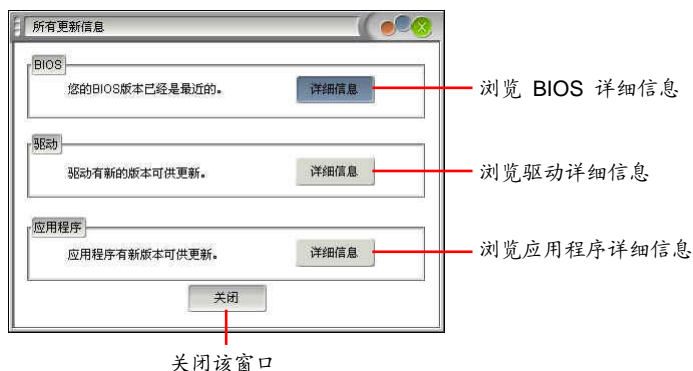 所有更新信息
BIOS
您的BIOS版本已经是最近的。
详细信息
浏览 BIOS 详细信息
驱动
驱动有新的版本可供更新。
详细信息
浏览驱动详细信息
应用程序
应用程序有新版本可供更新。
详细信息
浏览应用程序详细信息
关闭
关闭该窗口